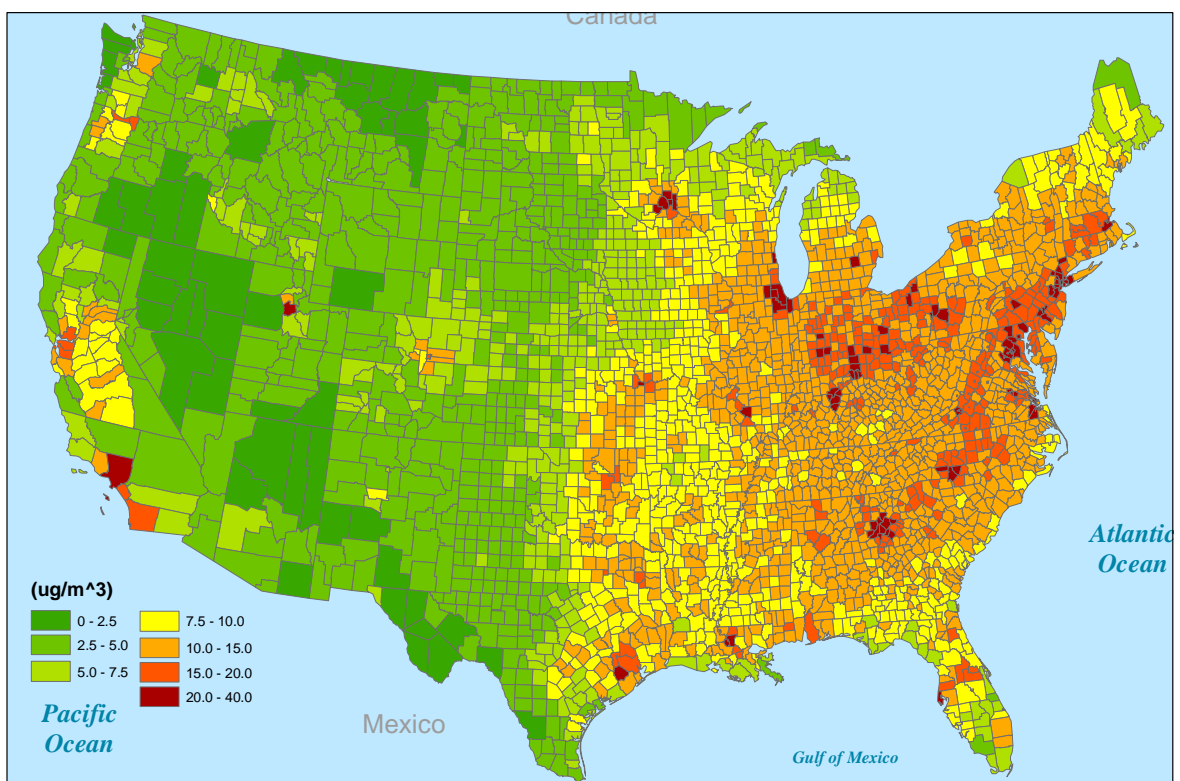 Canada
Atlantic
Ocean
(ug/m^3)
0 - 2.5
2.5 - 5.0
5.0 - 7.5
7.5 - 10.0
10.0 - 15.0
15.0 - 20.0
20.0 - 40.0
Pacific
Ocean
Mexico
Gulf of Mexico